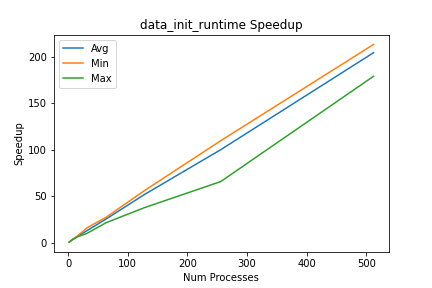 data_init_runtime Speedup
Avg
Min
Max
Speedup
200
150
100
50
0
0 100 200 300 400 500
Num Processes